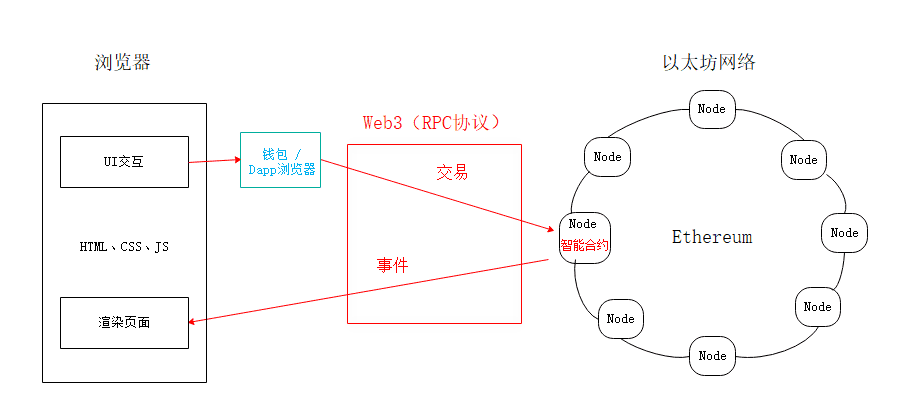 浏览器
以太坊网络
Web3（RPC协议）
UI交互
HTML、CSS、JS
渲染页面
钱包 /
Dapp浏览器
交易
事件
Node
Node
Node
Node
智能合约
Ethereum
Node
Node
Node
Node